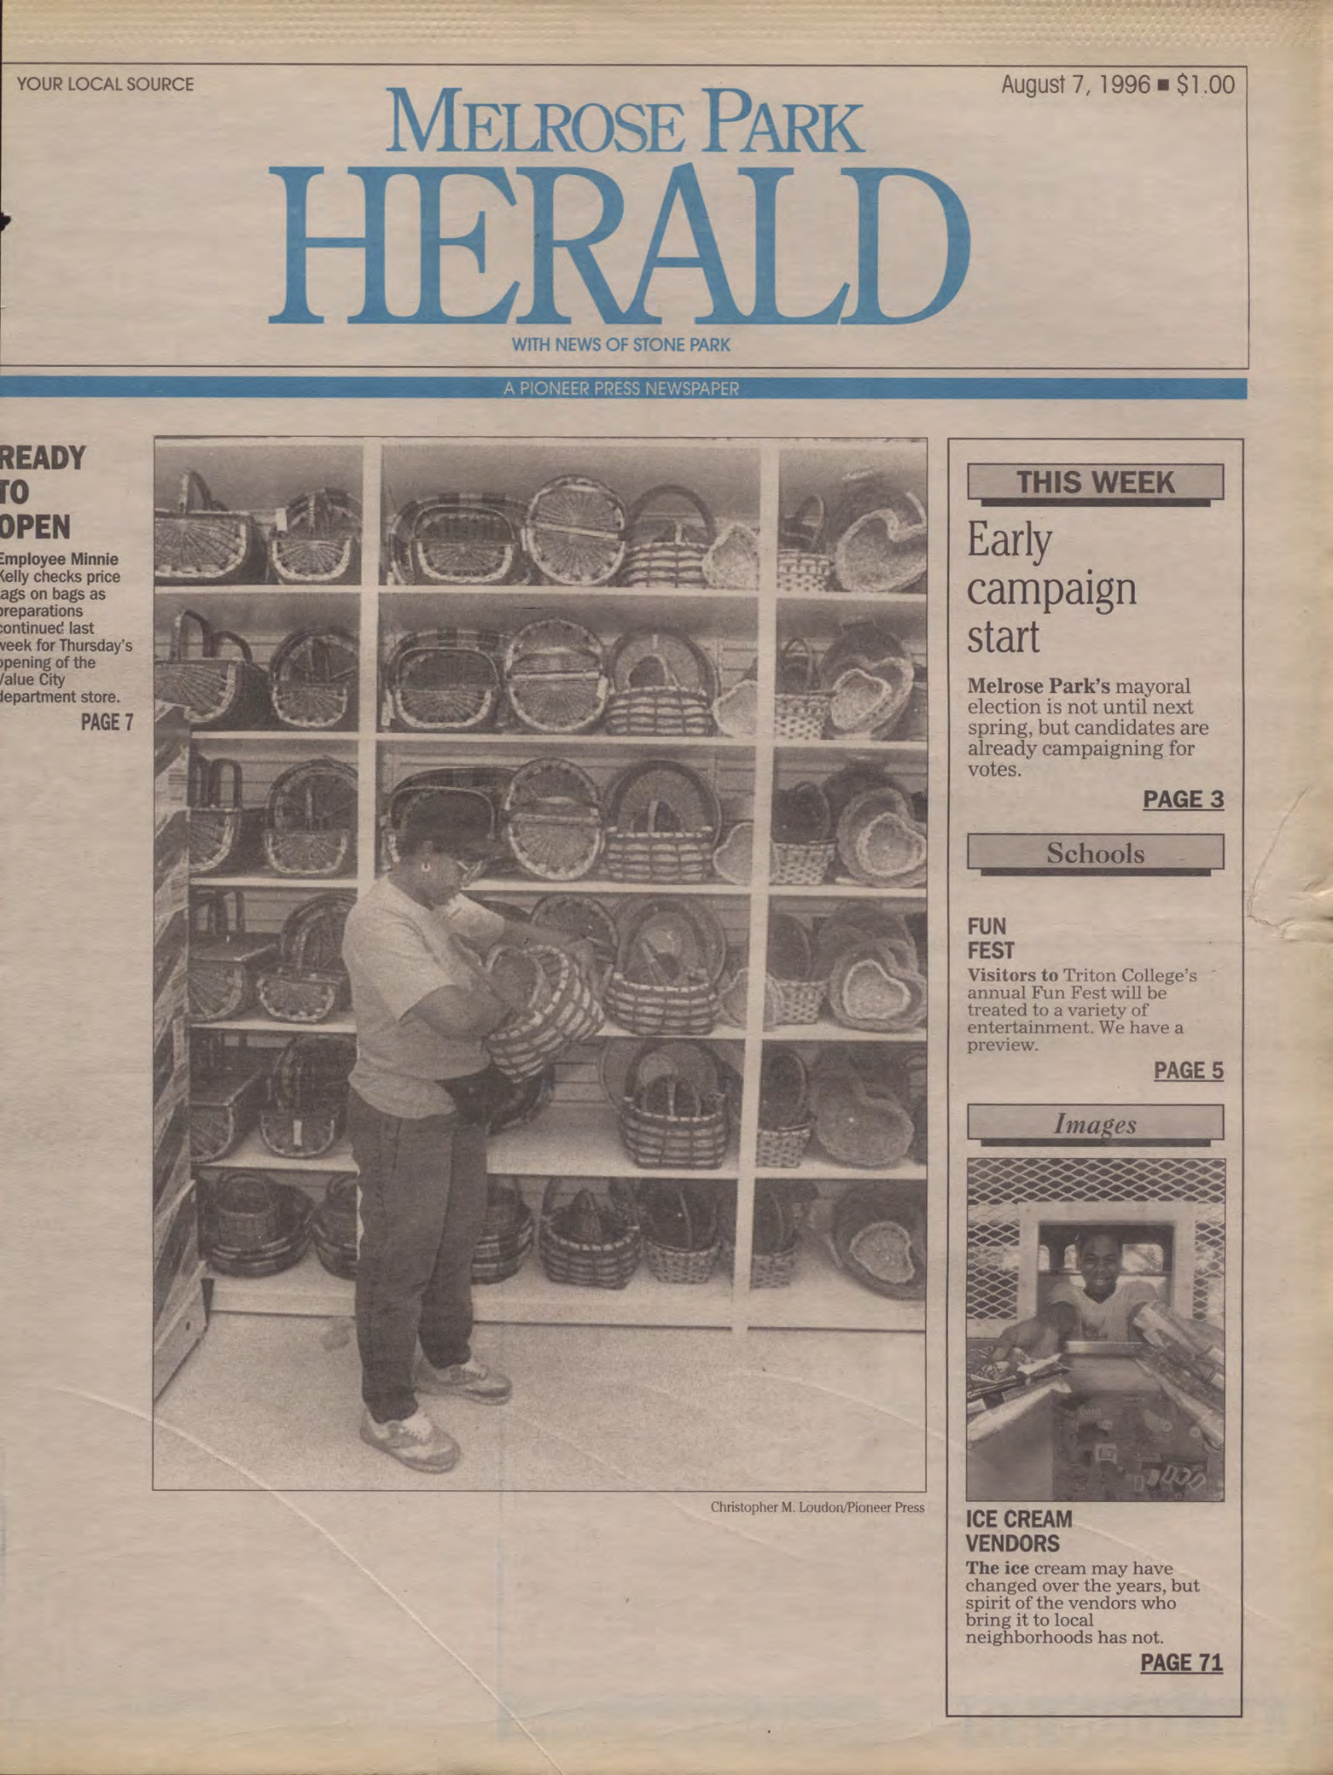 YOUR LOCAL SOURCE
August 7, 1996 ■ $1.00
MELROSE PARK
HERALD
WITH NEWS OF STONE PARK
A PIONEER PRESS NEWSPAPER
READY
TO
OPEN
Employee Minnie
Kelly checks price
tags on bags as
preparations
continued last
week for Thursday's
opening of the
Value City
department store.
PAGE 7
Christopher M. Loudon/Pioneer Press
THIS WEEK
Early
campaign
start
Melrose Park's mayoral
election is not until next
spring, but candidates are
already campaigning for
votes.
PAGE 3
Schools
FUN
FEST
Visitors to Triton College's
annual Fun Fest will be
treated to a variety of
entertainment. We have a
preview.
PAGE 5
Images
ICE CREAM
VENDORS
The ice cream may have
changed over the years, but
spirit of the vendors who
bring it to local
neighborhoods has not.
PAGE 71